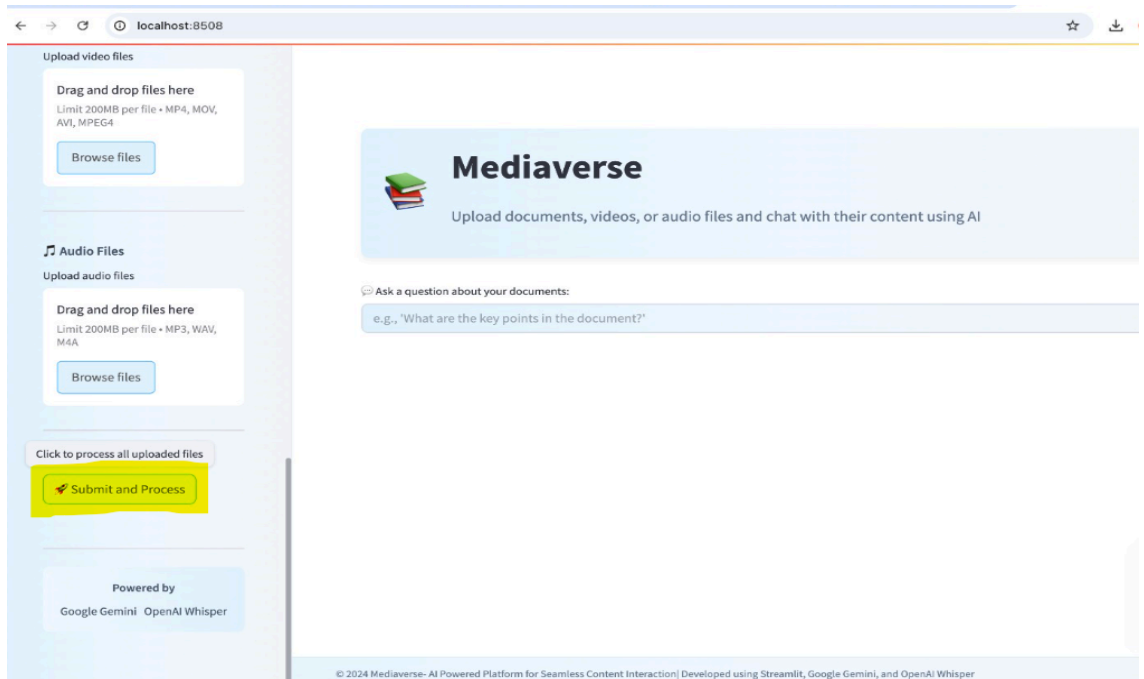 localhost:8508
Upload video files
Drag and drop files here
Limit 200MB per file • MP4, MOV,
AVI, MPEG4
Browse files
🎵 Audio Files
Upload audio files
Drag and drop files here
Limit 200MB per file • MP3, WAV,
M4A
Browse files
Click to process all uploaded files
🚀 Submit and Process
Powered by
Google Gemini OpenAI Whisper
Mediaverse
Upload documents, videos, or audio files and chat with their content using AI
💬 Ask a question about your documents:
e.g., 'What are the key points in the document?'
© 2024 Mediaverse- AI Powered Platform for Seamless Content Interaction| Developed using Streamlit, Google Gemini, and OpenAI Whisper